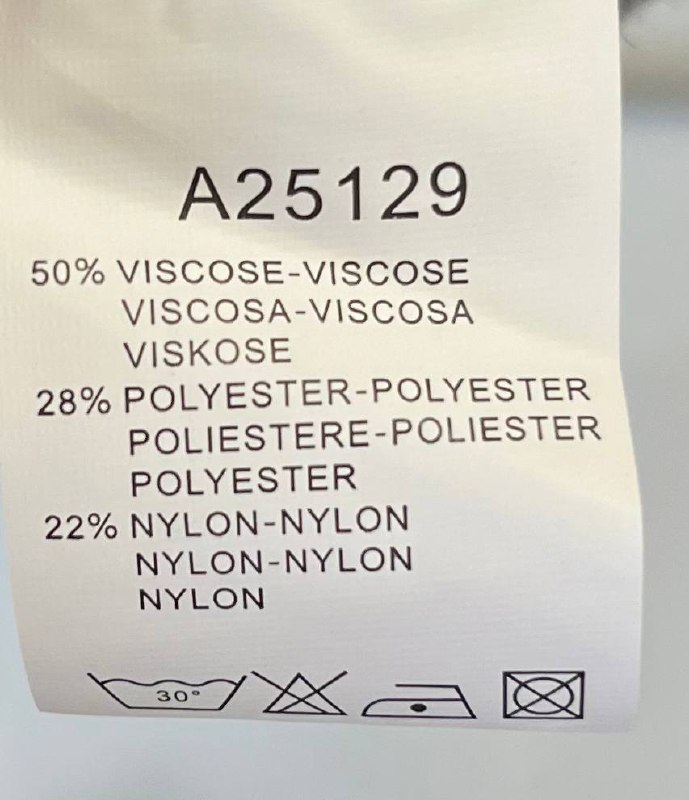 A25129
50% VISCOSE-VISCOSE
VISCOSA-VISCOSA
VISKOSE
28% POLYESTER-POLYESTER
POLIESTERE-POLIESTER
POLYESTER
22% NYLON-NYLON
NYLON-NYLON
NYLON
30°